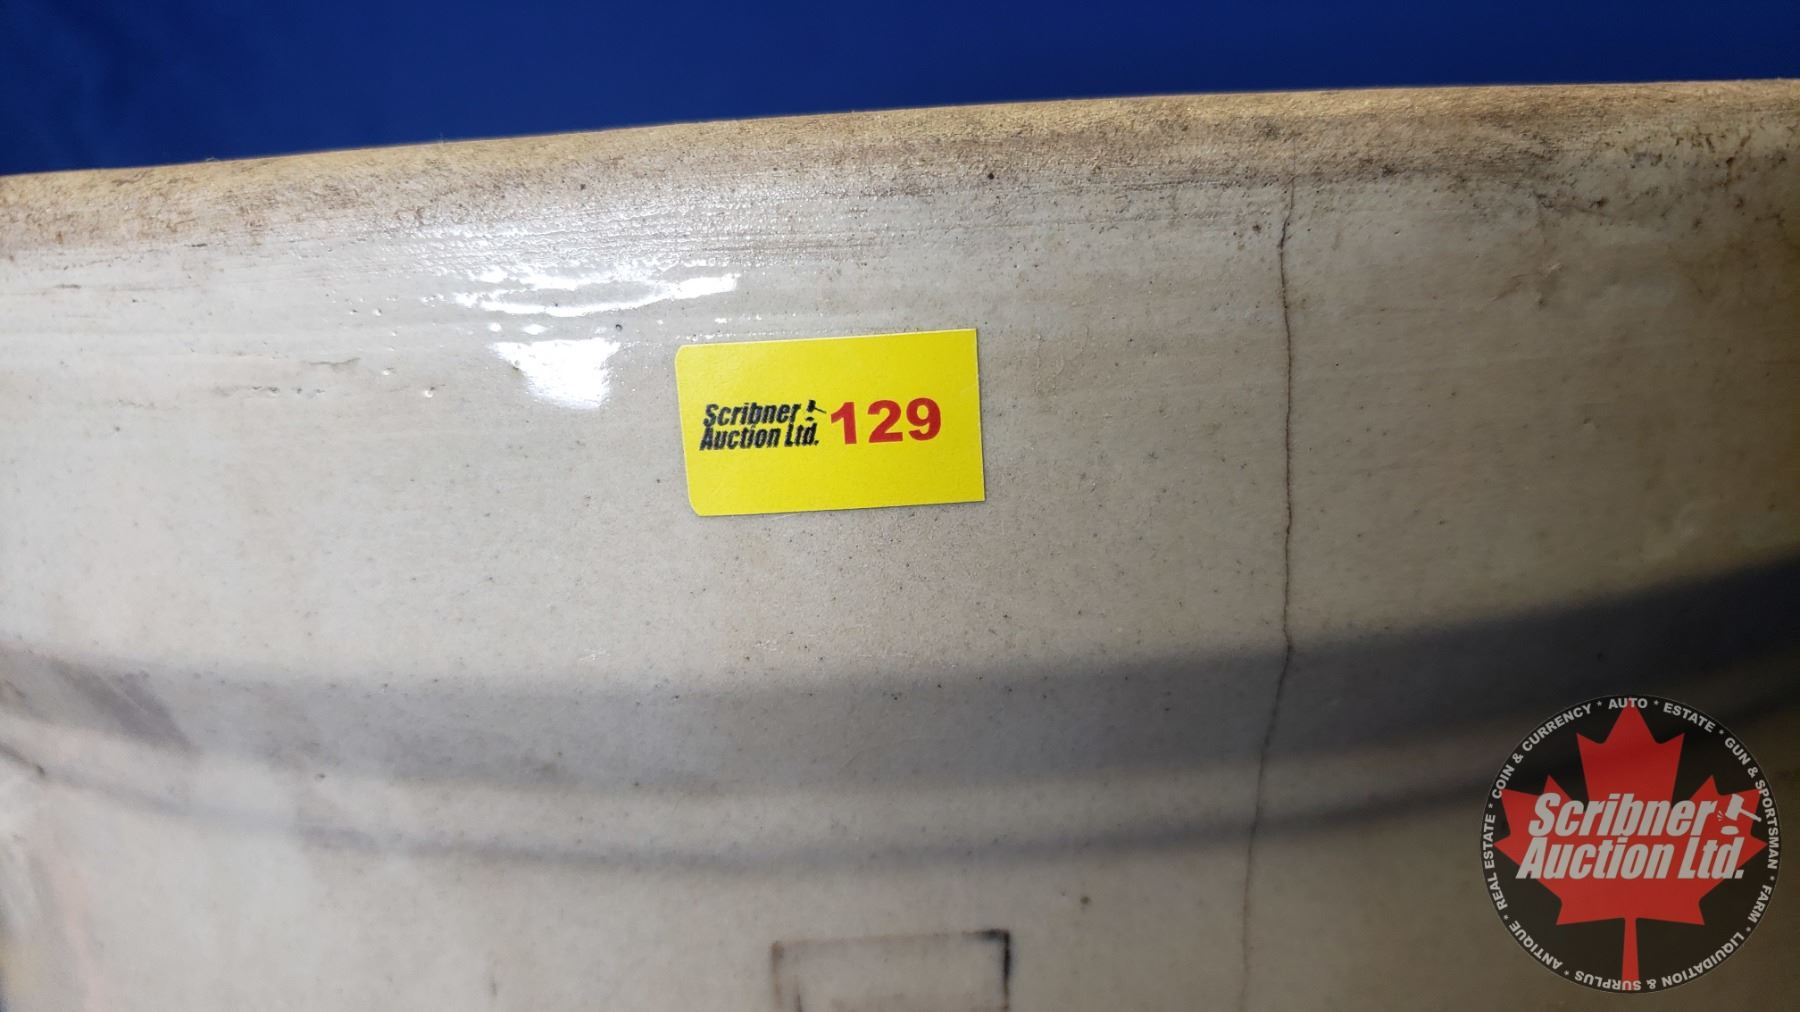 Scribner
Auction Ltd.
129
REAL ESTATE * COIN & CURRENCY * AUTO * ESTATE * GUN & SPORTSMAN * FARM * LIQUIDATION & SURPLUS * ANTIQUE *
Scribner
Auction Ltd.